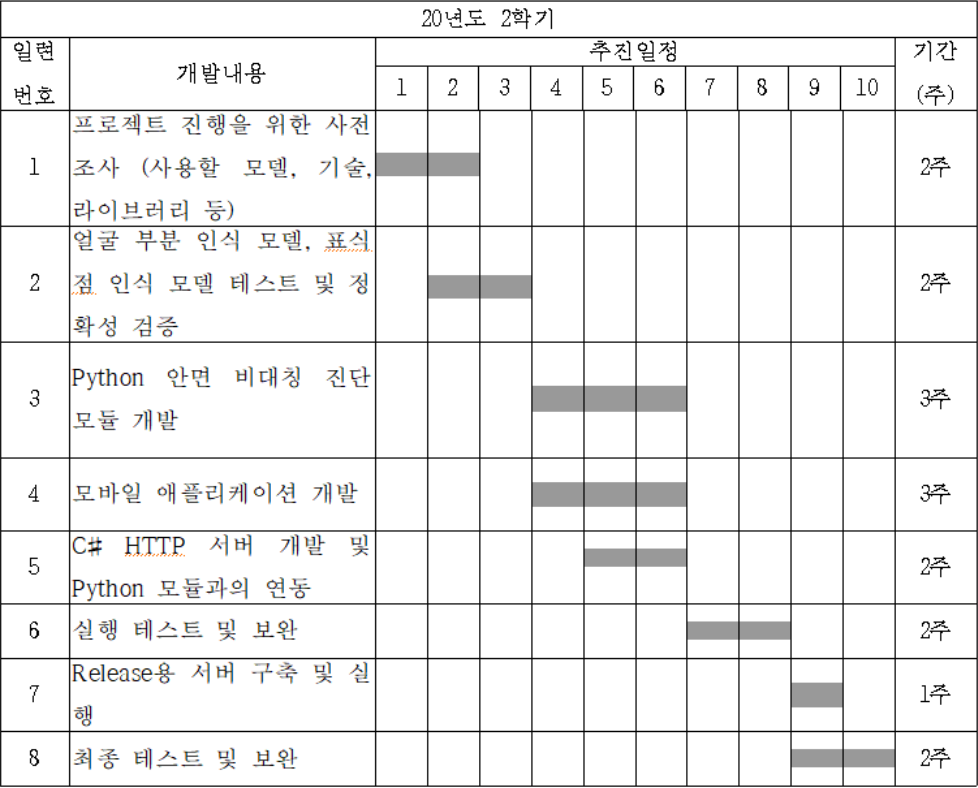 20년도 2학기
일련
번호
개발내용
추진일정
기간
(주)
1 2 3 4 5 6 7 8 9 10
1
프로젝트 진행을 위한 사전
조사 (사용할 모델, 기술,
라이브러리 등)
2주
2
얼굴 부분 인식 모델, 표식
점 인식 모델 테스트 및 정
확성 검증
2주
3
Python 안면 비대칭 진단
모듈 개발
3주
4
모바일 애플리케이션 개발
3주
5
C# HTTP 서버 개발 및
Python 모듈과의 연동
2주
6
실행 테스트 및 보완
2주
7
Release용 서버 구축 및 실
행
1주
8
최종 테스트 및 보완
2주